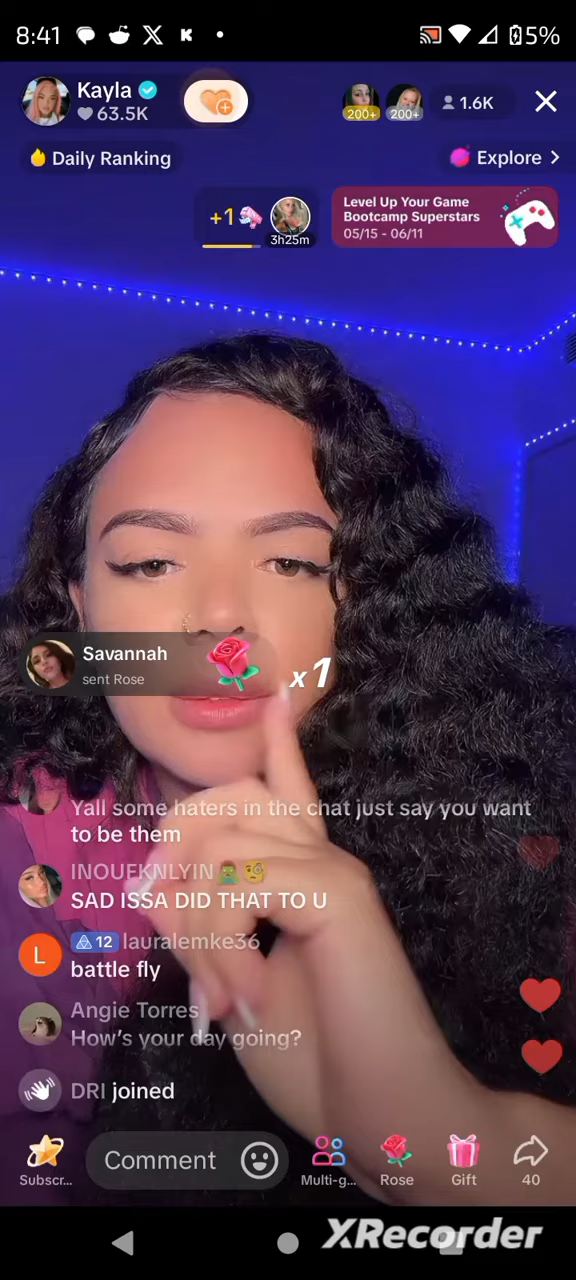 8:41
5%
Kayla
63.5K
200+
200+
1.6K
Daily Ranking
Explore
+1
3h25m
Level Up Your Game
Bootcamp Superstars
05/15 - 06/11
Savannah
sent Rose
x1
Yall some haters in the chat just say you want
to be them
INOUFKNLYIN
SAD ISSA DID THAT TO U
L
12 lauralemke36
battle fly
Angie Torres
How's your day going?
DRI joined
Comment
Subscr...
Multi-g...
Rose
Gift
40
XRecorder